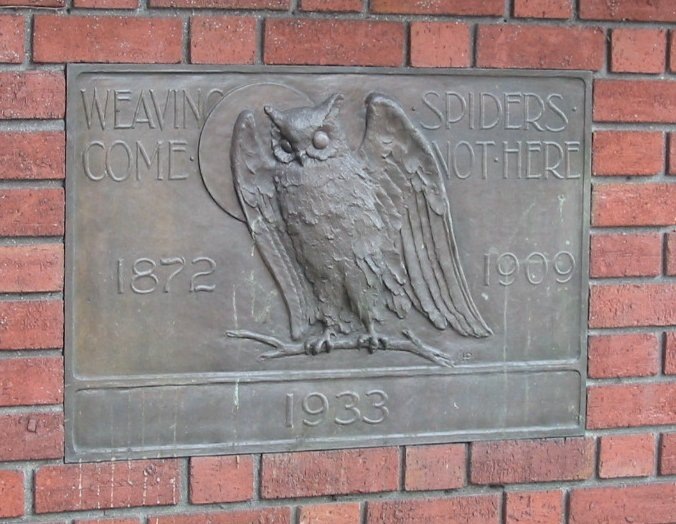 WEAVING SPIDERS·
COME· NOT·HERE
1872 1909
1933